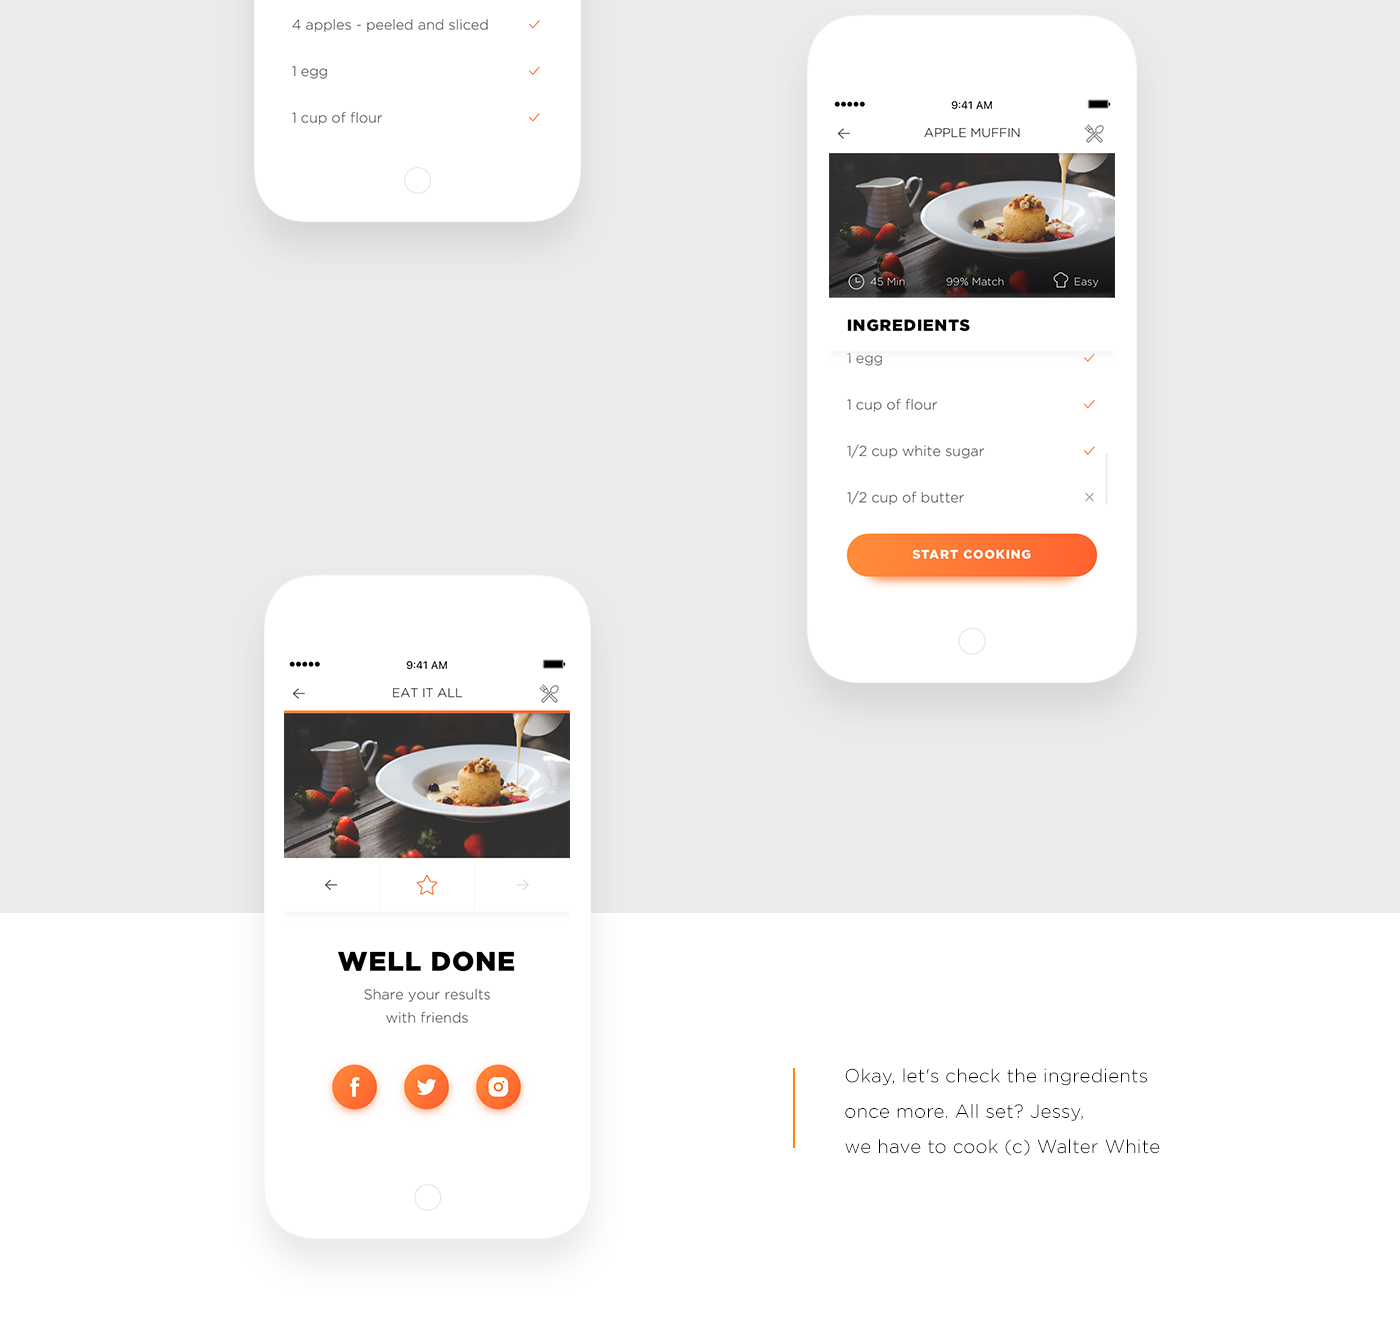 4 apples - peeled and sliced
1 egg
1 cup of flour
9:41 AM
APPLE MUFFIN
45 Min
99% Match
Easy
INGREDIENTS
1 egg
1 cup of flour
1/2 cup white sugar
1/2 cup of butter
START COOKING
9:41 AM
EAT IT ALL
WELL DONE
Share your results
with friends
Okay, let's check the ingredients
once more. All set? Jessy,
we have to cook (c) Walter White